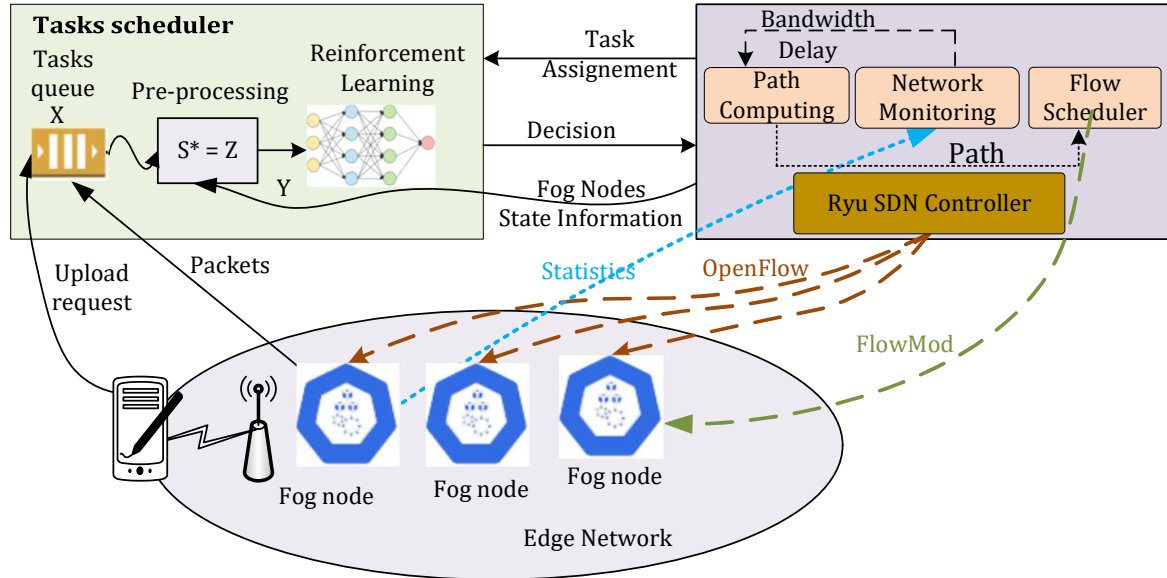 Tasks scheduler
Tasks
queue
X
Pre-processing
S* = Z
Reinforcement
Learning
Y
Task
Assignement
Decision
Fog Nodes
State Information
Bandwidth
Delay
Path
Computing
Network
Monitoring
Flow
Scheduler
Path
Ryu SDN Controller
Upload
request
Packets
Statistics
OpenFlow
FlowMod
Fog node
Fog node
Fog node
Edge Network